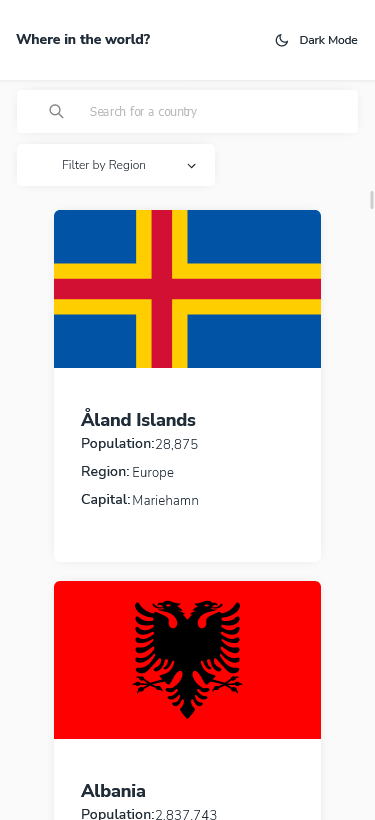 Where in the world?
Dark Mode
Search for a country
Filter by Region
Åland Islands
Population:28,875
Region: Europe
Capital: Mariehamn
Albania
Population:2,837,743